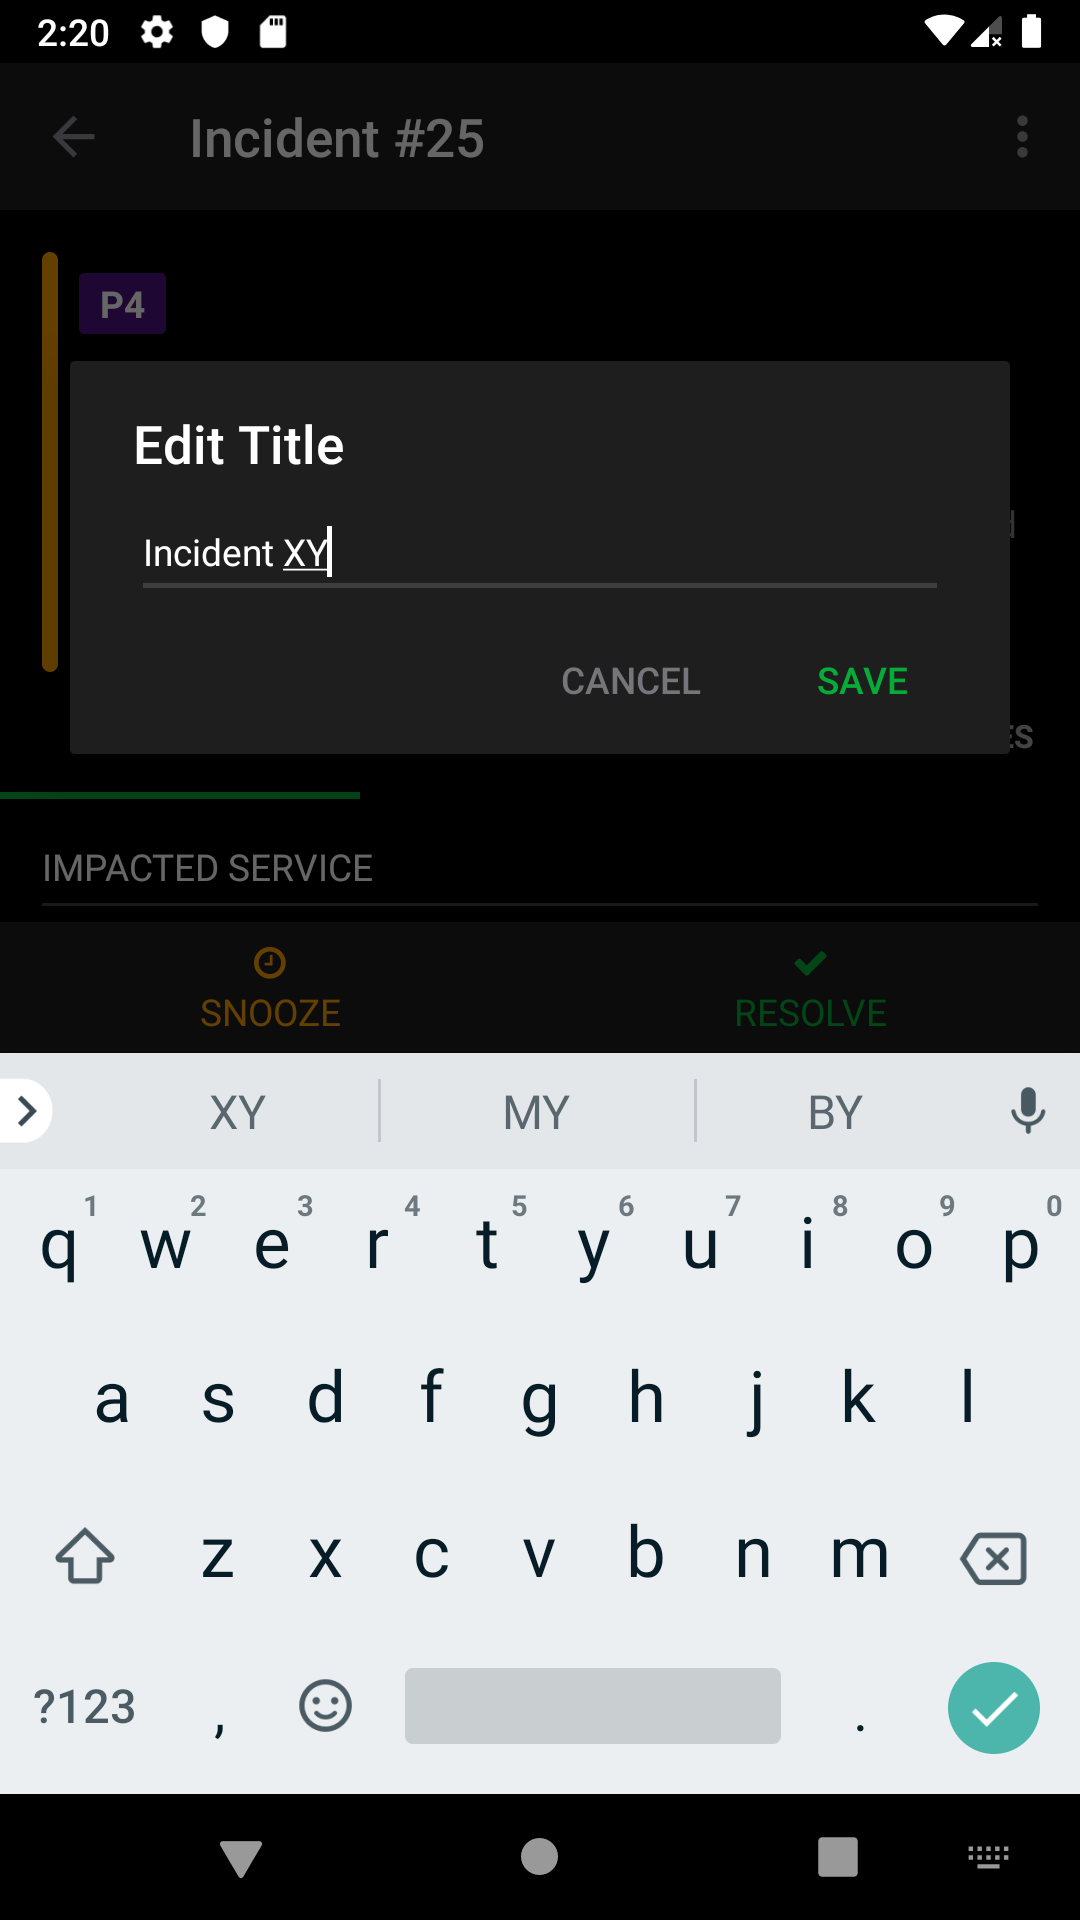 2:20
Incident #25
P4
Edit Title
Incident XY
CANCEL SAVE
ES
IMPACTED SERVICE
SNOOZE RESOLVE
XY MY BY
1 2 3 4 5 6 7 8 9 0
q w e r t y u i o p
a s d f g h j k l
z x c v b n m
?123 , .